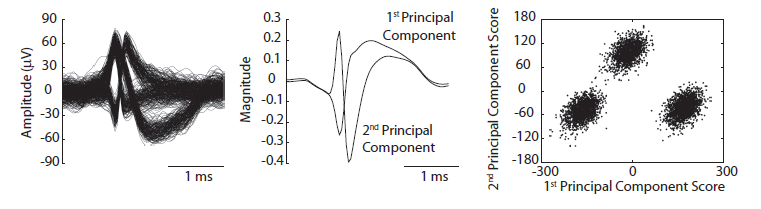 Amplitude (μV)
90
60
30
0
-30
-60
-90
1 ms
Magnitude
0.3
0.2
0.1
0
-0.1
-0.2
-0.3
-0.4
1st Principal
Component
2nd Principal
Component
1 ms
2nd Principal Component Score
180
120
60
0
-60
-120
-180
-300
0
300
1st Principal Component Score